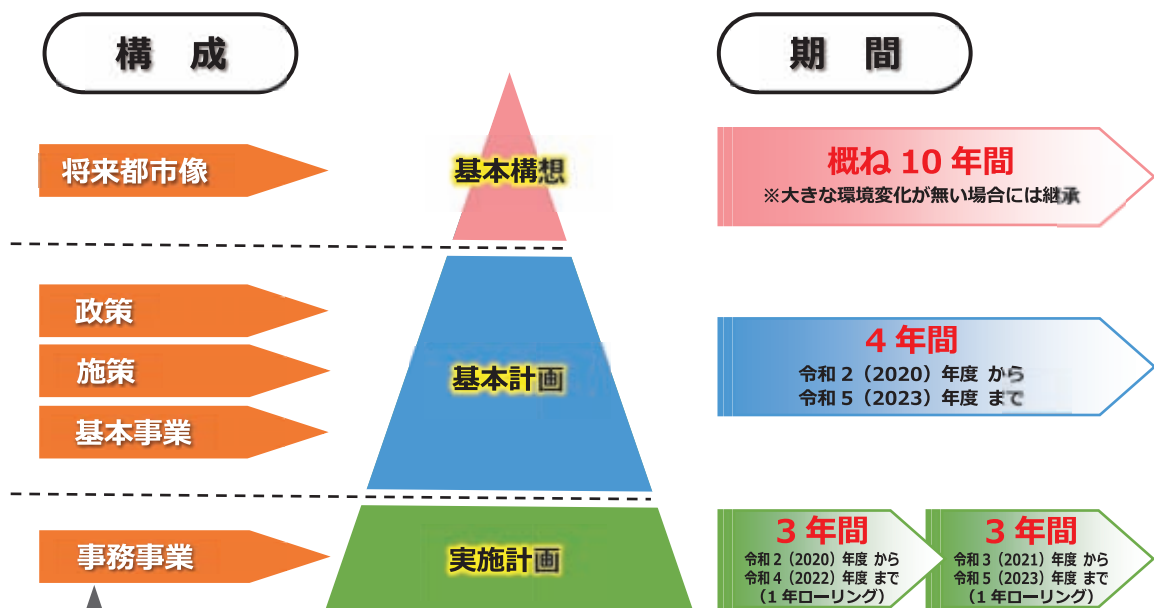 構 成
期 間
将来都市像
基本構想
概ね 10 年間
※大きな環境変化が無い場合には継承
政策
施策
基本事業
基本計画
4 年間
令和 2（2020）年度 から
令和 5（2023）年度 まで
事務事業
実施計画
3 年間
令和 2（2020）年度 から
令和 4（2022）年度 まで
（1 年ローリング）
3 年間
令和 3（2021）年度 から
令和 5（2023）年度 まで
（1 年ローリング）